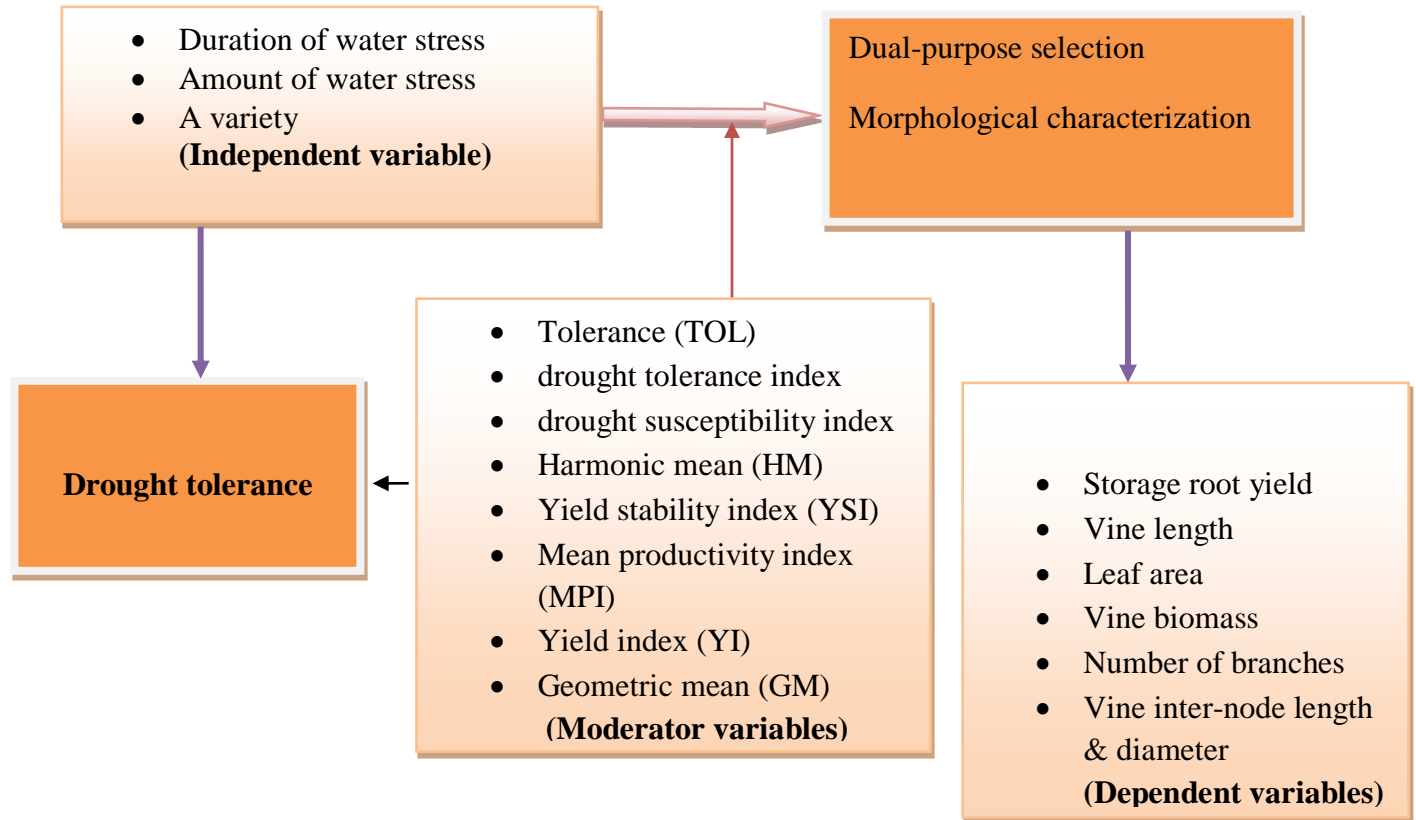 • Duration of water stress
• Amount of water stress
• A variety
(Independent variable)
Dual-purpose selection
Morphological characterization
Drought tolerance
• Tolerance (TOL)
• drought tolerance index
• drought susceptibility index
• Harmonic mean (HM)
• Yield stability index (YSI)
• Mean productivity index
(MPI)
• Yield index (YI)
• Geometric mean (GM)
(Moderator variables)
• Storage root yield
• Vine length
• Leaf area
• Vine biomass
• Number of branches
• Vine inter-node length
& diameter
(Dependent variables)